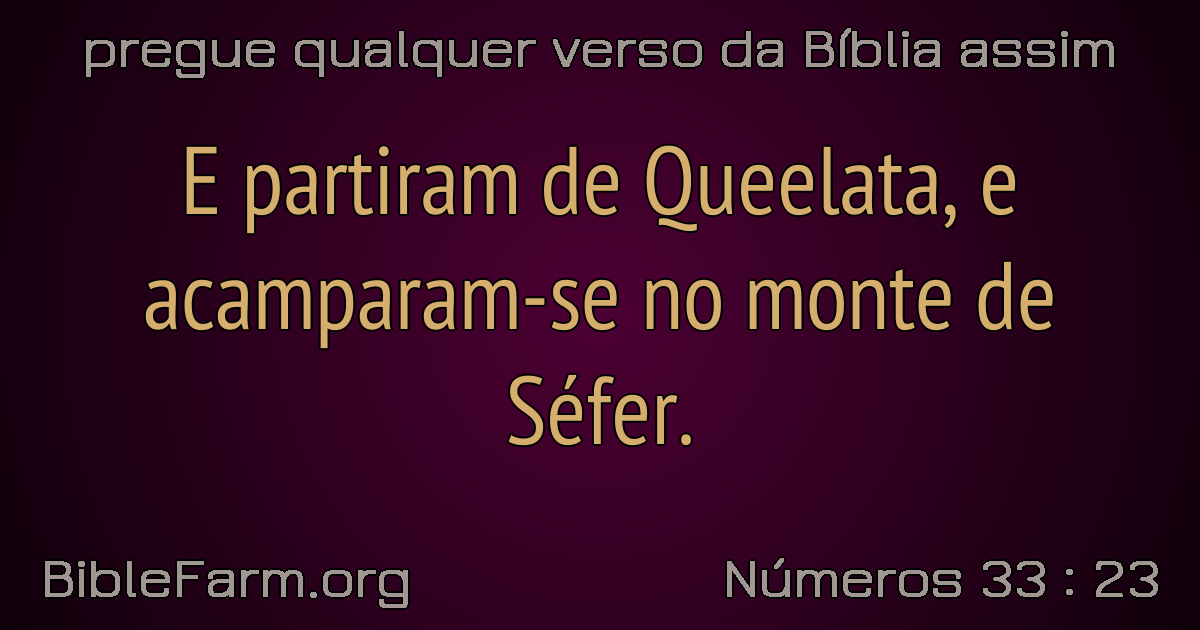 pregue qualquer verso da Bíblia assim
E partiram de Queelata, e
acamparam-se no monte de
Séfer.
BibleFarm.org
Números 33 : 23